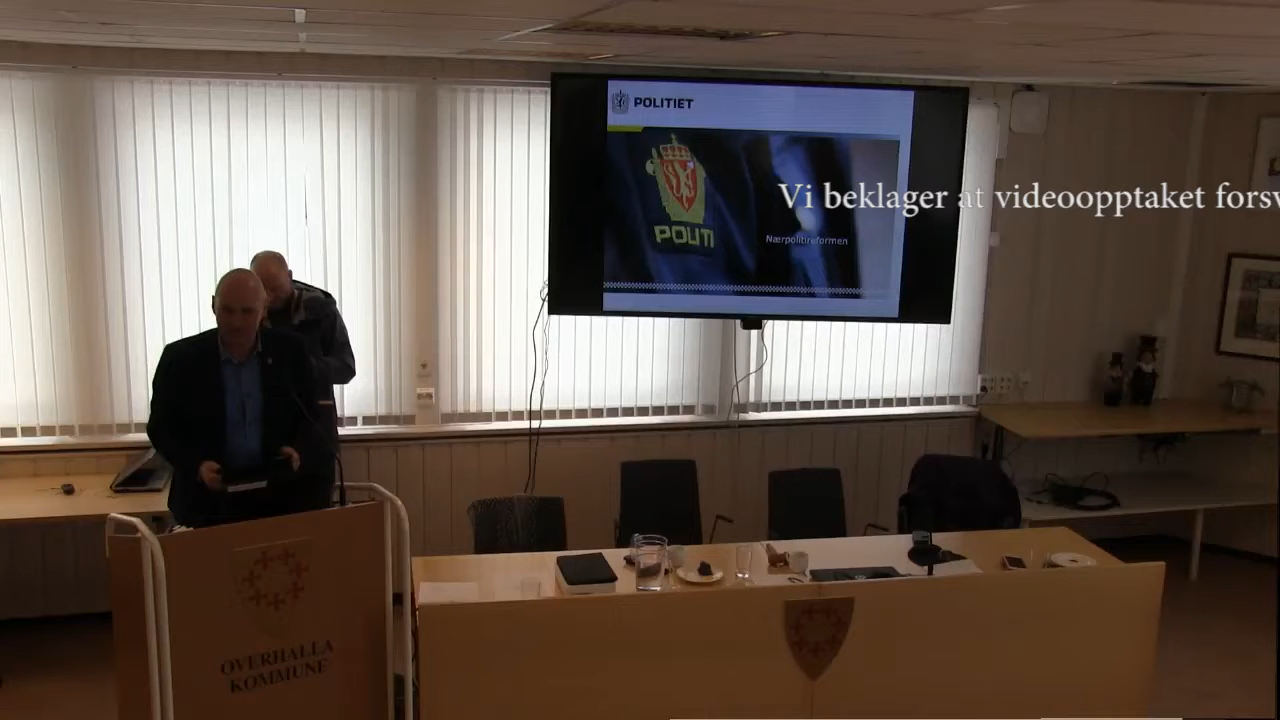 POLITIET
Vi beklager at videoopptaket forsv
POLITI
Nærpolitireformen
OVERHALLA
KOMMUNE